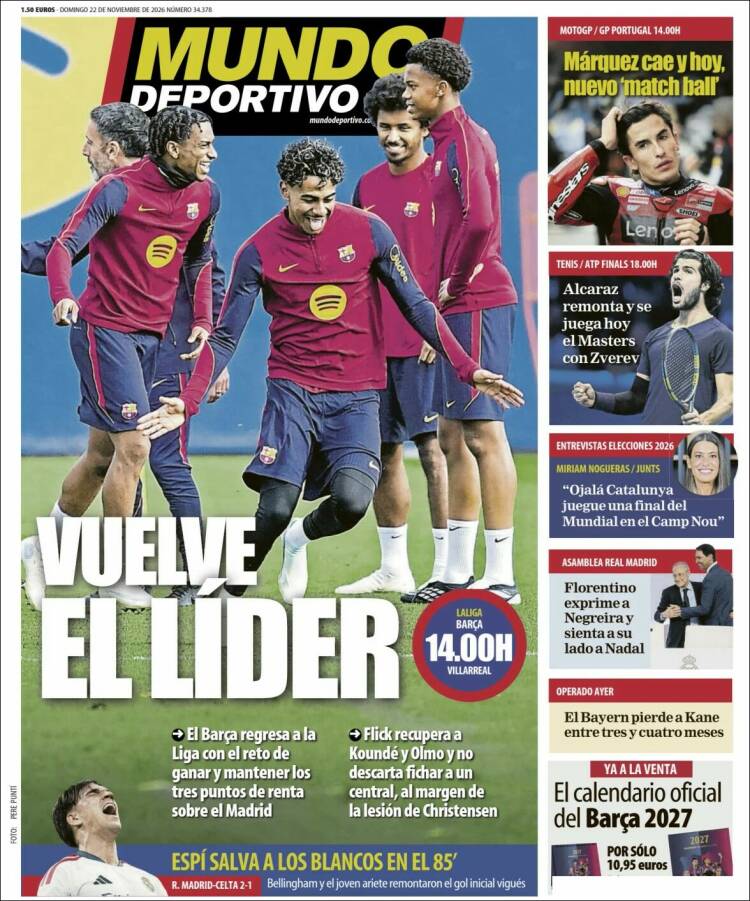 1.50 EUROS · DOMINGO 22 DE NOVIEMBRE DE 2026 NÚMERO 34.378
MUNDO
DEPORTIVO
mundodeportivo.co
VUELVE
EL LÍDER
LALIGA
BARÇA
14.00H
VILLARREAL
El Barça regresa a la
Liga con el reto de
ganar y mantener los
tres puntos de renta
sobre el Madrid
Flick recupera a
Koundé y Olmo y no
descarta fichar a un
central, al margen de
la lesión de Christensen
FOTO: PERE PUNTÍ
ESPÍ SALVA A LOS BLANCOS EN EL 85’
R. MADRID-CELTA 2-1
Bellingham y el joven ariete remontaron el gol inicial vigués
MOTOGP / GP PORTUGAL 14.00H
Márquez cae y hoy,
nuevo ‘match ball’
Lenovo
SHOEI
TENIS / ATP FINALS 18.00H
Alcaraz
remonta y se
juega hoy
el Masters
con Zverev
ENTREVISTAS ELECCIONES 2026
MIRIAM NOGUERAS / JUNTS
“Ojalá Catalunya
juegue una final del
Mundial en el Camp Nou”
ASAMBLEA REAL MADRID
Florentino
exprime a
Negreira y
sienta a su
lado a Nadal
OPERADO AYER
El Bayern pierde a Kane
entre tres y cuatro meses
YA A LA VENTA
El calendario oficial
del Barça 2027
POR SÓLO
10,95 euros
2027